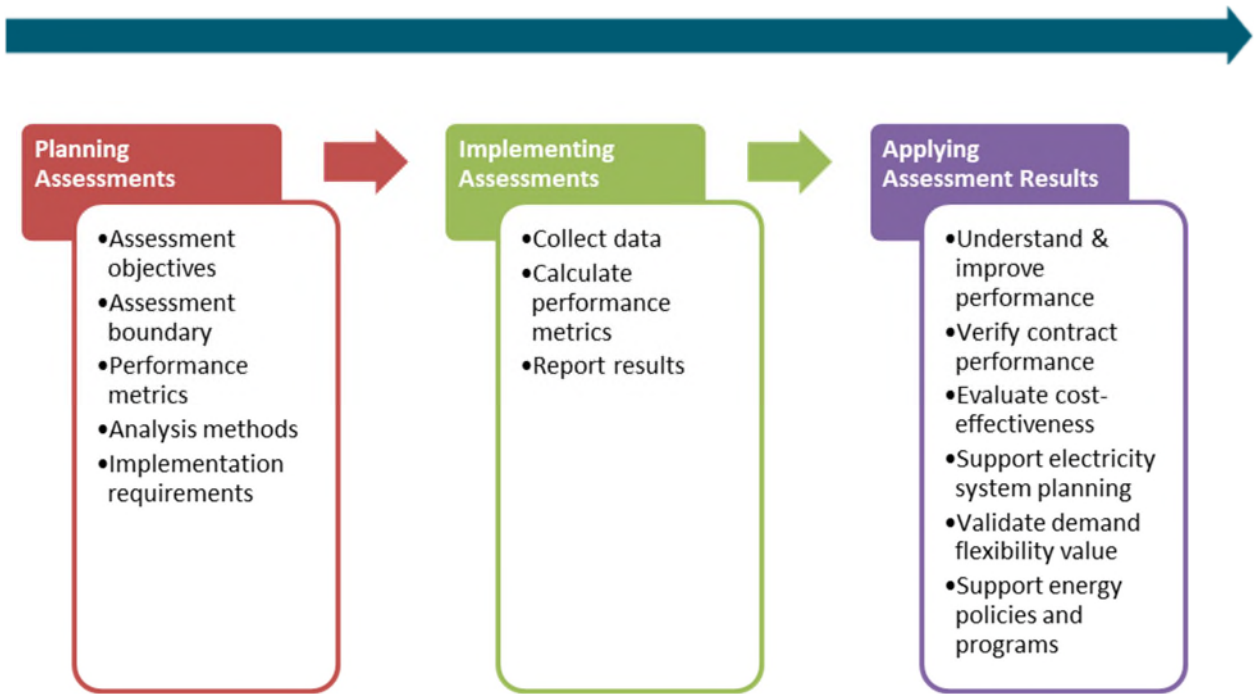 Planning
Assessments
•Assessment
objectives
•Assessment
boundary
•Performance
metrics
•Analysis methods
•Implementation
requirements
Implementing
Assessments
•Collect data
•Calculate
performance
metrics
•Report results
Applying
Assessment Results
•Understand &
improve
performance
•Verify contract
performance
•Evaluate cost-
effectiveness
•Support electricity
system planning
•Validate demand
flexibility value
•Support energy
policies and
programs